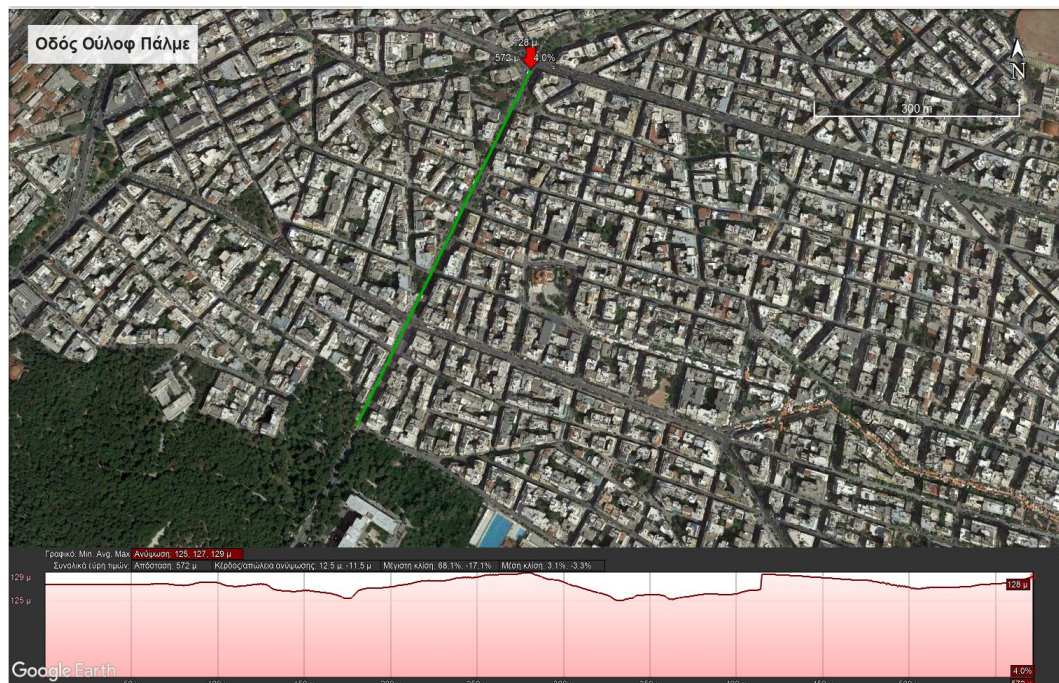 Οδός Ούλοφ Πάλμε
28 μ
572 μ 4.0%
N
300 m
Γραφικό: Min, Avg, Max Ανύψωση: 125, 127, 129 μ
Συνολικά εύρη τιμών: Απόσταση: 572 μ Κέρδος/απώλεια ανύψωσης: 12,5 μ, -11,5 μ Μέγιστη κλίση: 68,1%, -17,1% Μέση κλίση: 3,1%, -3,3%
129 μ
128 μ
125 μ
4.0%
Google Earth